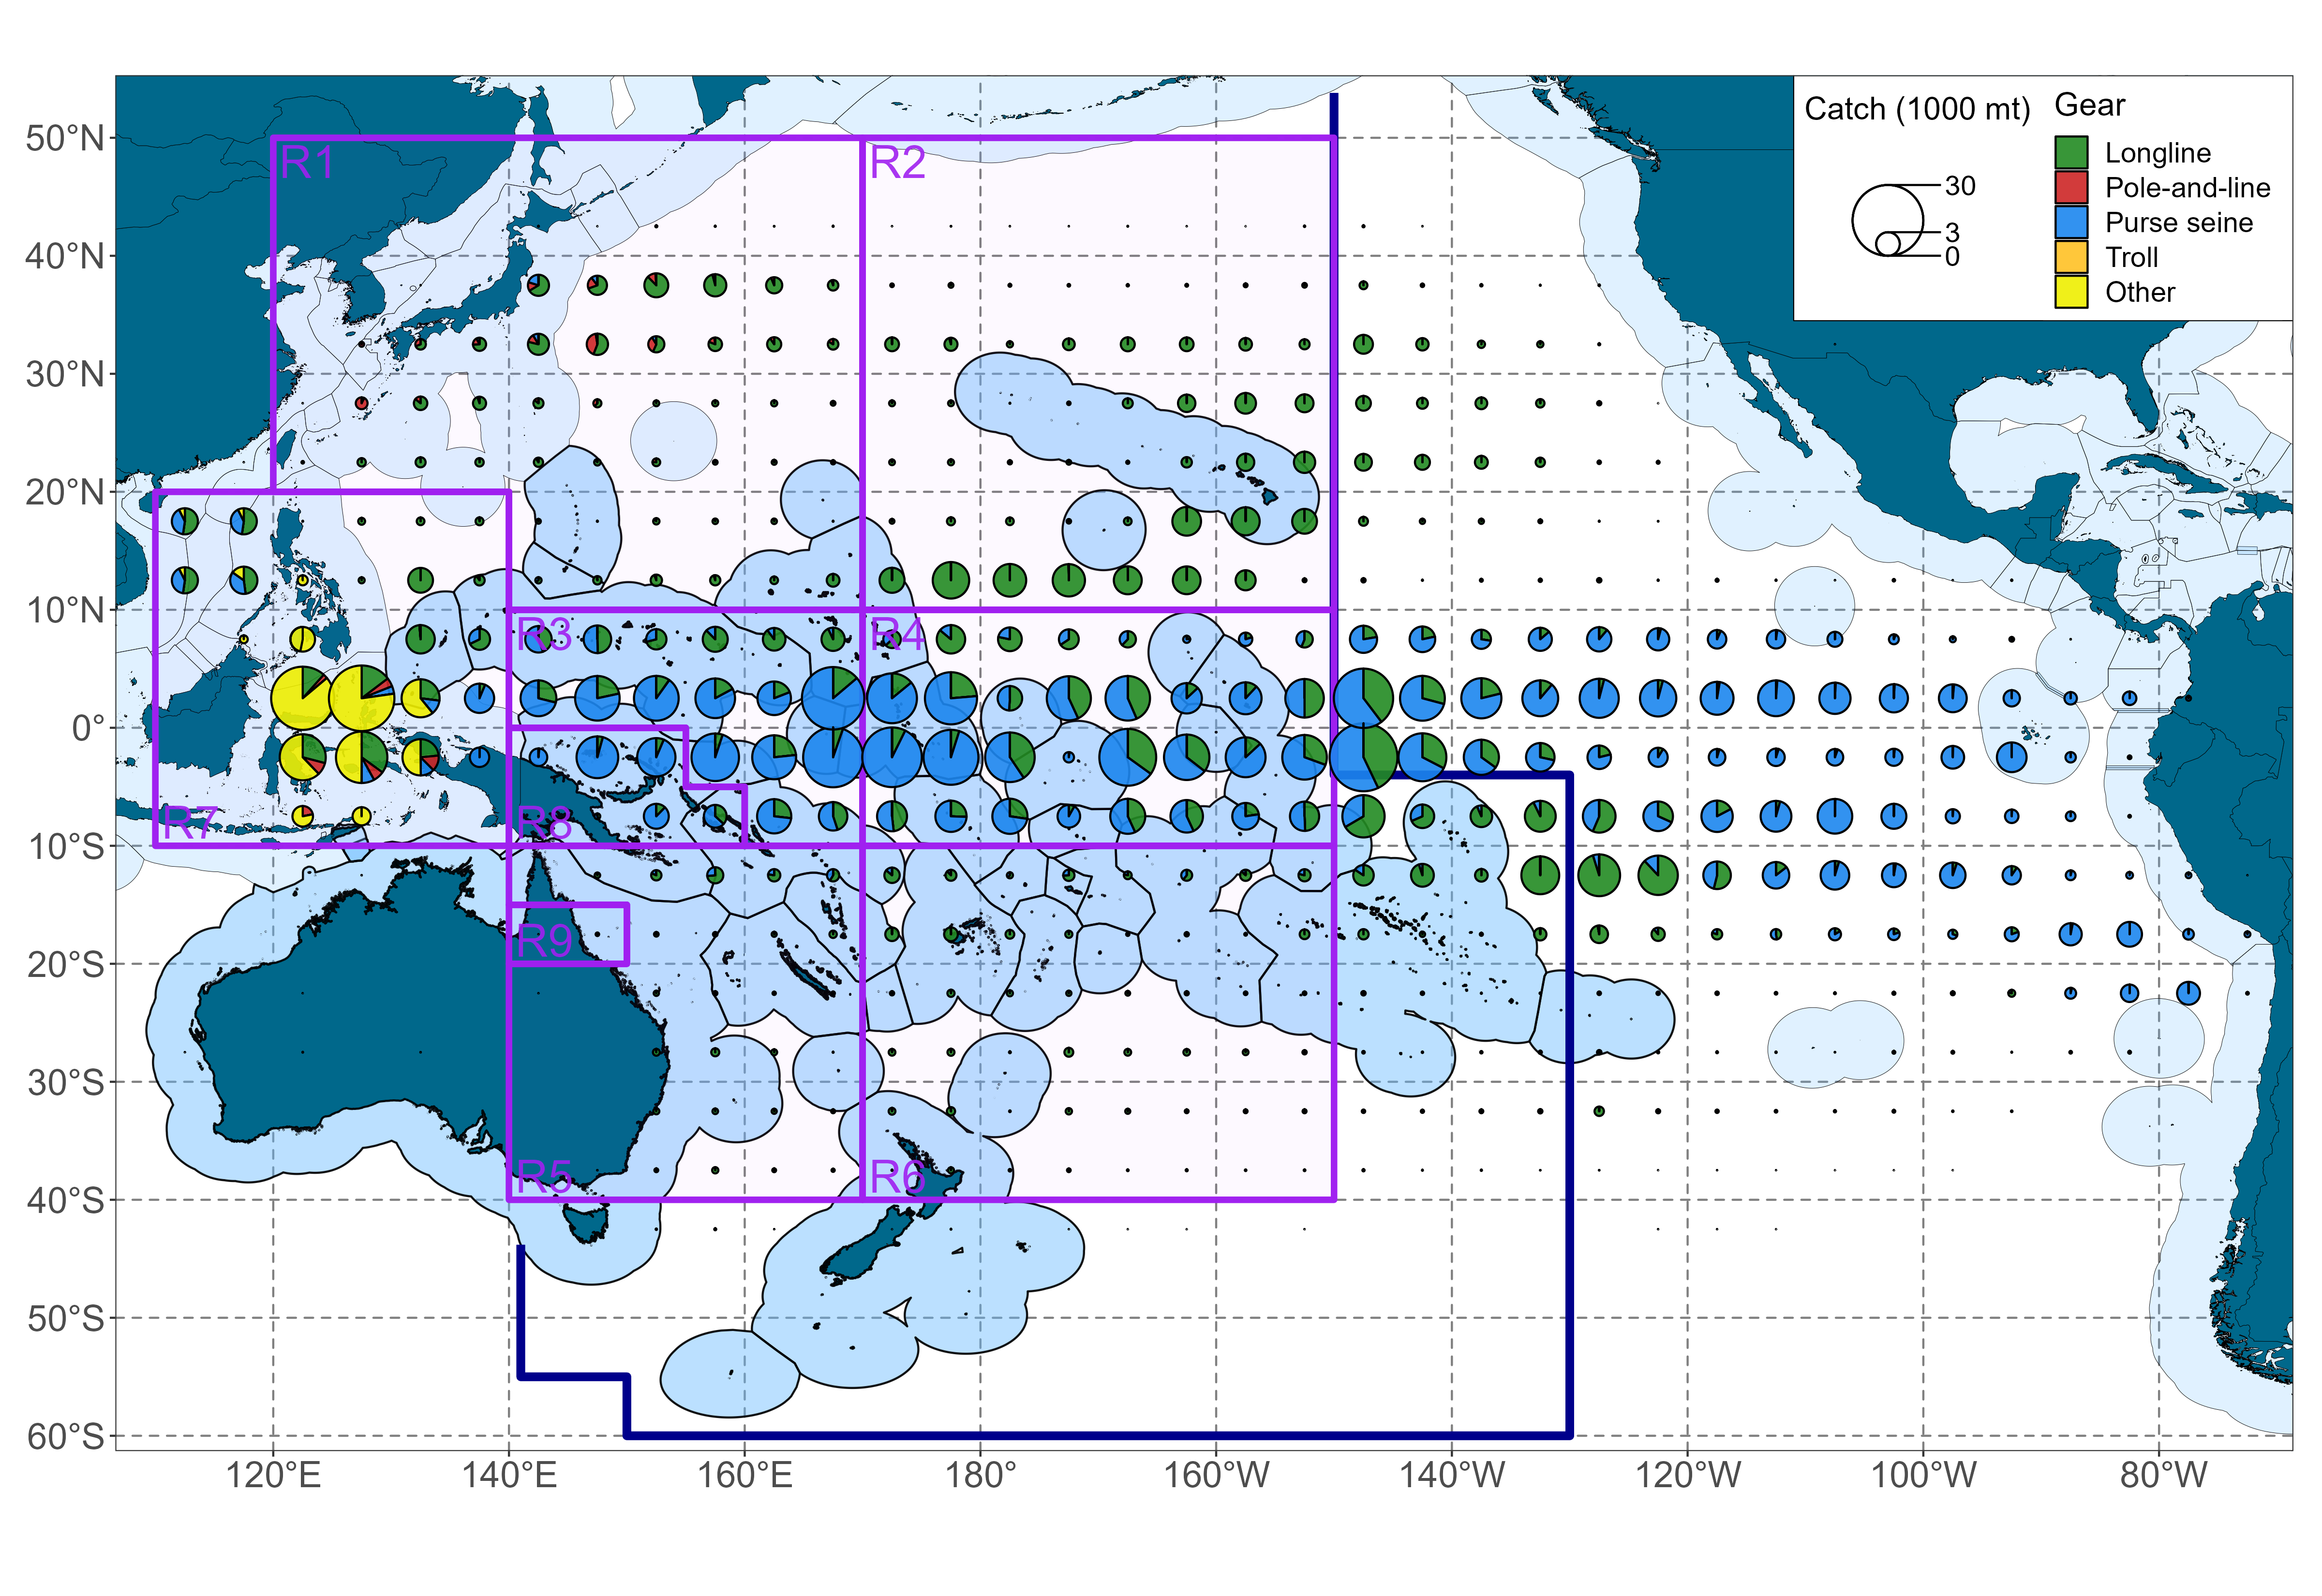 Catch (1000 mt)
30
3
0
Gear
Longline
Pole-and-line
Purse seine
Troll
Other
50°N
40°N
30°N
20°N
10°N
0°
10°S
20°S
30°S
40°S
50°S
60°S
R1
R2
R3
R4
R7
R8
R9
R5
R6
120°E
140°E
160°E
180°
160°W
140°W
120°W
100°W
80°W